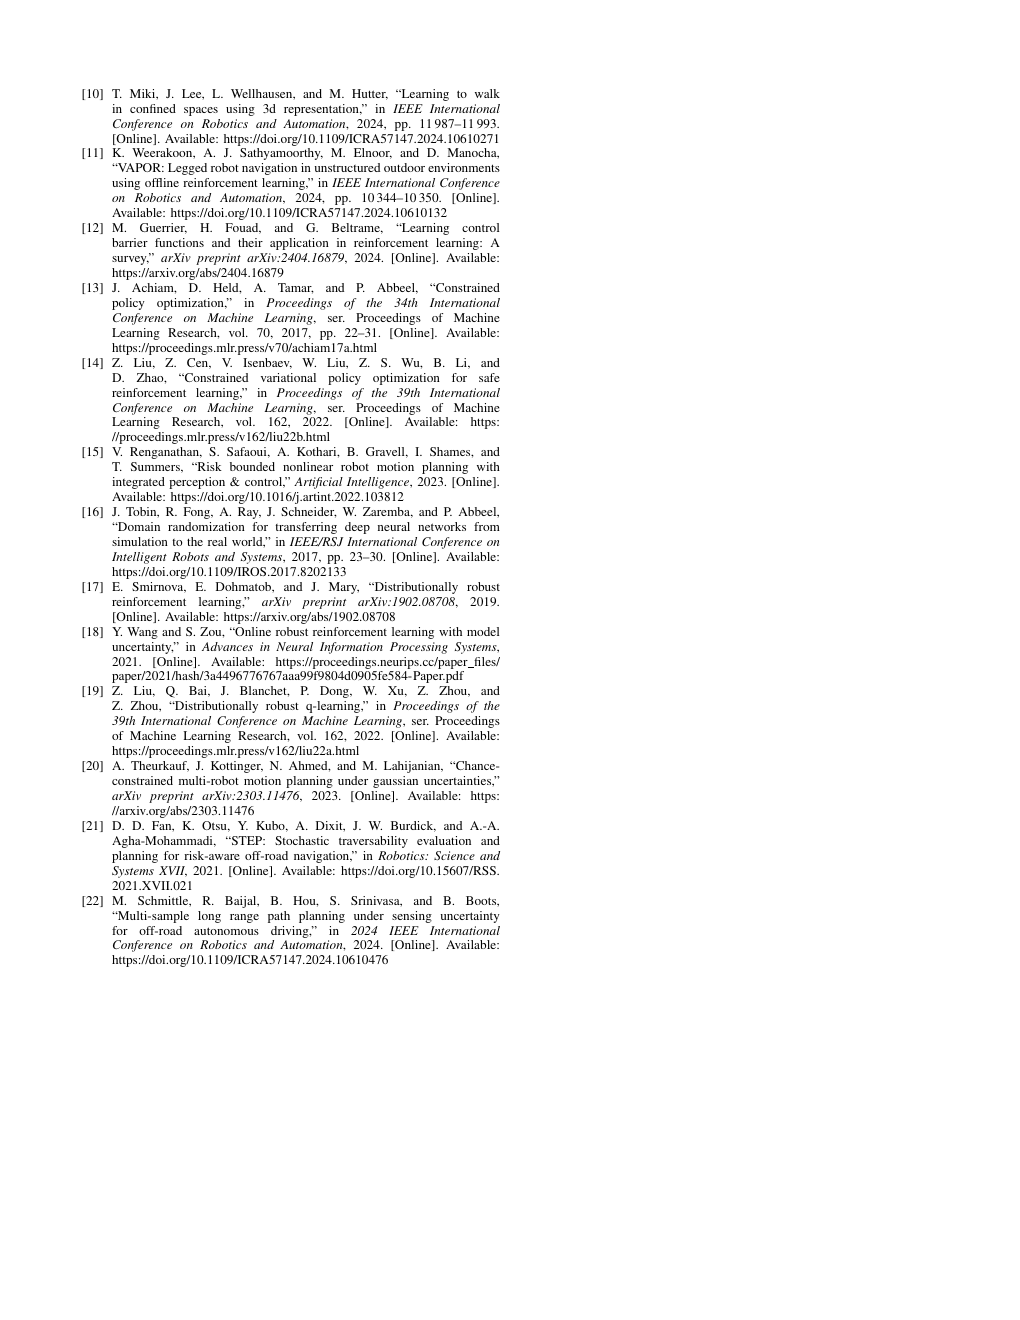 [10] T. Miki, J. Lee, L. Wellhausen, and M. Hutter, “Learning to walk
in confined spaces using 3d representation,” in IEEE International
Conference on Robotics and Automation, 2024, pp. 11 987–11 993.
[Online]. Available: https://doi.org/10.1109/ICRA57147.2024.10610271
[11] K. Weerakoon, A. J. Sathyamoorthy, M. Elnoor, and D. Manocha,
“VAPOR: Legged robot navigation in unstructured outdoor environments
using offline reinforcement learning,” in IEEE International Conference
on Robotics and Automation, 2024, pp. 10 344–10 350. [Online].
Available: https://doi.org/10.1109/ICRA57147.2024.10610132
[12] M. Guerrier, H. Fouad, and G. Beltrame, “Learning control
barrier functions and their application in reinforcement learning: A
survey,” arXiv preprint arXiv:2404.16879, 2024. [Online]. Available:
https://arxiv.org/abs/2404.16879
[13] J. Achiam, D. Held, A. Tamar, and P. Abbeel, “Constrained
policy optimization,” in Proceedings of the 34th International
Conference on Machine Learning, ser. Proceedings of Machine
Learning Research, vol. 70, 2017, pp. 22–31. [Online]. Available:
https://proceedings.mlr.press/v70/achiam17a.html
[14] Z. Liu, Z. Cen, V. Isenbaev, W. Liu, Z. S. Wu, B. Li, and
D. Zhao, “Constrained variational policy optimization for safe
reinforcement learning,” in Proceedings of the 39th International
Conference on Machine Learning, ser. Proceedings of Machine
Learning Research, vol. 162, 2022. [Online]. Available: https:
//proceedings.mlr.press/v162/liu22b.html
[15] V. Renganathan, S. Safaoui, A. Kothari, B. Gravell, I. Shames, and
T. Summers, “Risk bounded nonlinear robot motion planning with
integrated perception & control,” Artificial Intelligence, 2023. [Online].
Available: https://doi.org/10.1016/j.artint.2022.103812
[16] J. Tobin, R. Fong, A. Ray, J. Schneider, W. Zaremba, and P. Abbeel,
“Domain randomization for transferring deep neural networks from
simulation to the real world,” in IEEE/RSJ International Conference on
Intelligent Robots and Systems, 2017, pp. 23–30. [Online]. Available:
https://doi.org/10.1109/IROS.2017.8202133
[17] E. Smirnova, E. Dohmatob, and J. Mary, “Distributionally robust
reinforcement learning,” arXiv preprint arXiv:1902.08708, 2019.
[Online]. Available: https://arxiv.org/abs/1902.08708
[18] Y. Wang and S. Zou, “Online robust reinforcement learning with model
uncertainty,” in Advances in Neural Information Processing Systems,
2021. [Online]. Available: https://proceedings.neurips.cc/paper_files/
paper/2021/hash/3a4496776767aaa99f9804d0905fe584-Paper.pdf
[19] Z. Liu, Q. Bai, J. Blanchet, P. Dong, W. Xu, Z. Zhou, and
Z. Zhou, “Distributionally robust q-learning,” in Proceedings of the
39th International Conference on Machine Learning, ser. Proceedings
of Machine Learning Research, vol. 162, 2022. [Online]. Available:
https://proceedings.mlr.press/v162/liu22a.html
[20] A. Theurkauf, J. Kottinger, N. Ahmed, and M. Lahijanian, “Chance-
constrained multi-robot motion planning under gaussian uncertainties,”
arXiv preprint arXiv:2303.11476, 2023. [Online]. Available: https:
//arxiv.org/abs/2303.11476
[21] D. D. Fan, K. Otsu, Y. Kubo, A. Dixit, J. W. Burdick, and A.-A.
Agha-Mohammadi, “STEP: Stochastic traversability evaluation and
planning for risk-aware off-road navigation,” in Robotics: Science and
Systems XVII, 2021. [Online]. Available: https://doi.org/10.15607/RSS.
2021.XVII.021
[22] M. Schmittle, R. Baijal, B. Hou, S. Srinivasa, and B. Boots,
“Multi-sample long range path planning under sensing uncertainty
for off-road autonomous driving,” in 2024 IEEE International
Conference on Robotics and Automation, 2024. [Online]. Available:
https://doi.org/10.1109/ICRA57147.2024.10610476